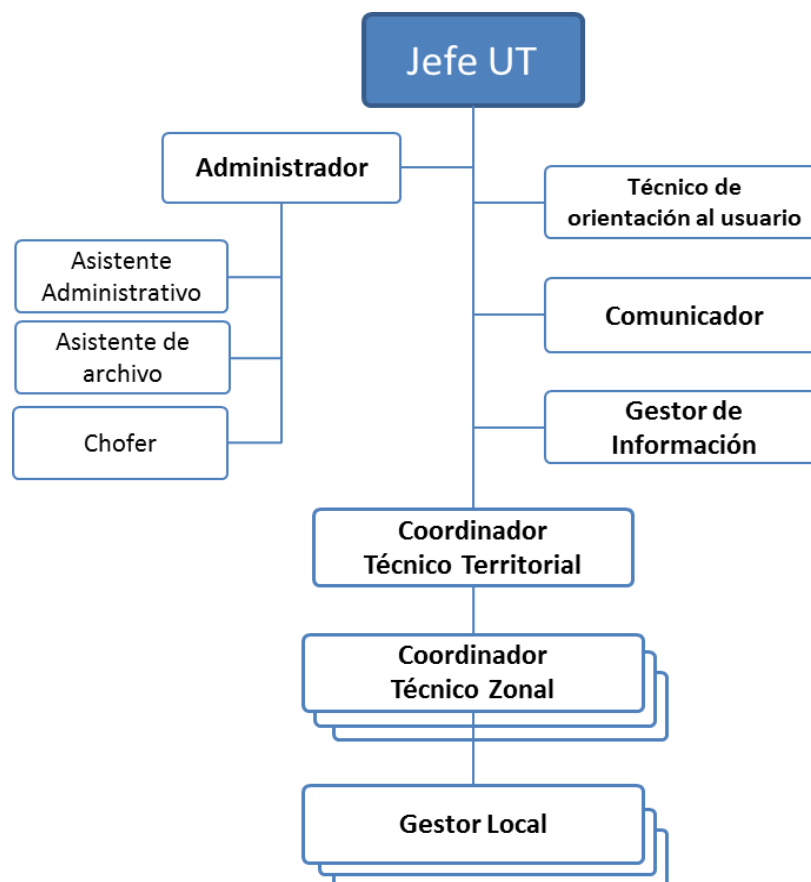 Jefe UT
Administrador
Técnico de
orientación al usuario
Asistente
Administrativo
Comunicador
Asistente de
archivo
Gestor de
Información
Chofer
Coordinador
Técnico Territorial
Coordinador
Técnico Zonal
Gestor Local